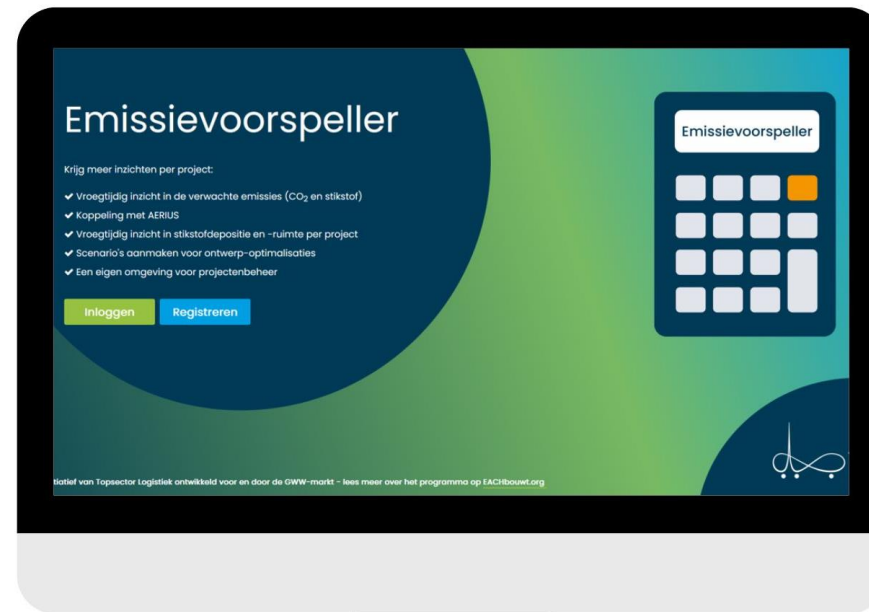 Emissievoorspeller
Krijg meer inzichten per project:
✔ Vroegtijdig inzicht in de verwachte emissies (CO₂ en stikstof)
✔ Koppeling met AERIUS
✔ Vroegtijdig inzicht in stikstofdepositie en -ruimte per project
✔ Scenario's aanmaken voor ontwerp-optimalisaties
✔ Een eigen omgeving voor projectenbeheer
Inloggen Registreren
Emissievoorspeller
tiatief van Topsector Logistiek ontwikkeld voor en door de GWW-markt - lees meer over het programma op EACHbouwt.org